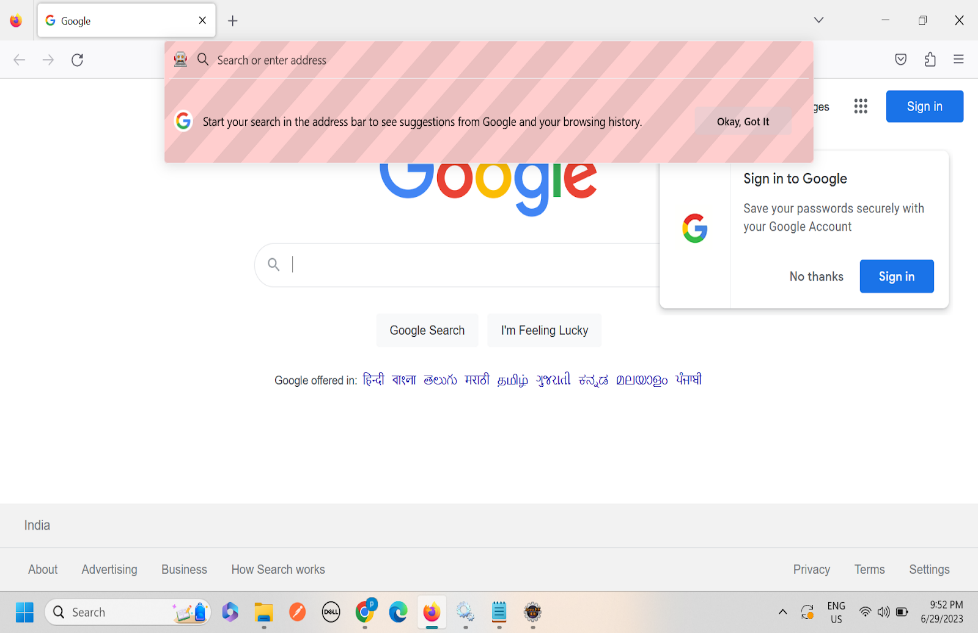 Google
Search or enter address
Start your search in the address bar to see suggestions from Google and your browsing history.
Okay, Got It
Sign in
Google
Sign in to Google
Save your passwords securely with
your Google Account
No thanks
Sign in
Google Search
I'm Feeling Lucky
Google offered in: हिन्दी বাংলা తెలుగు मराठी தமிழ் ગુજરાતી ಕನ್ನಡ മലയാളം ਪੰਜਾਬੀ
India
About
Advertising
Business
How Search works
Privacy
Terms
Settings
Search
DELL
P
ENG
US
9:52 PM
6/29/2023